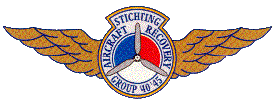 STICHTING
AIRCRAFT RECOVERY
GROUP '40-'45